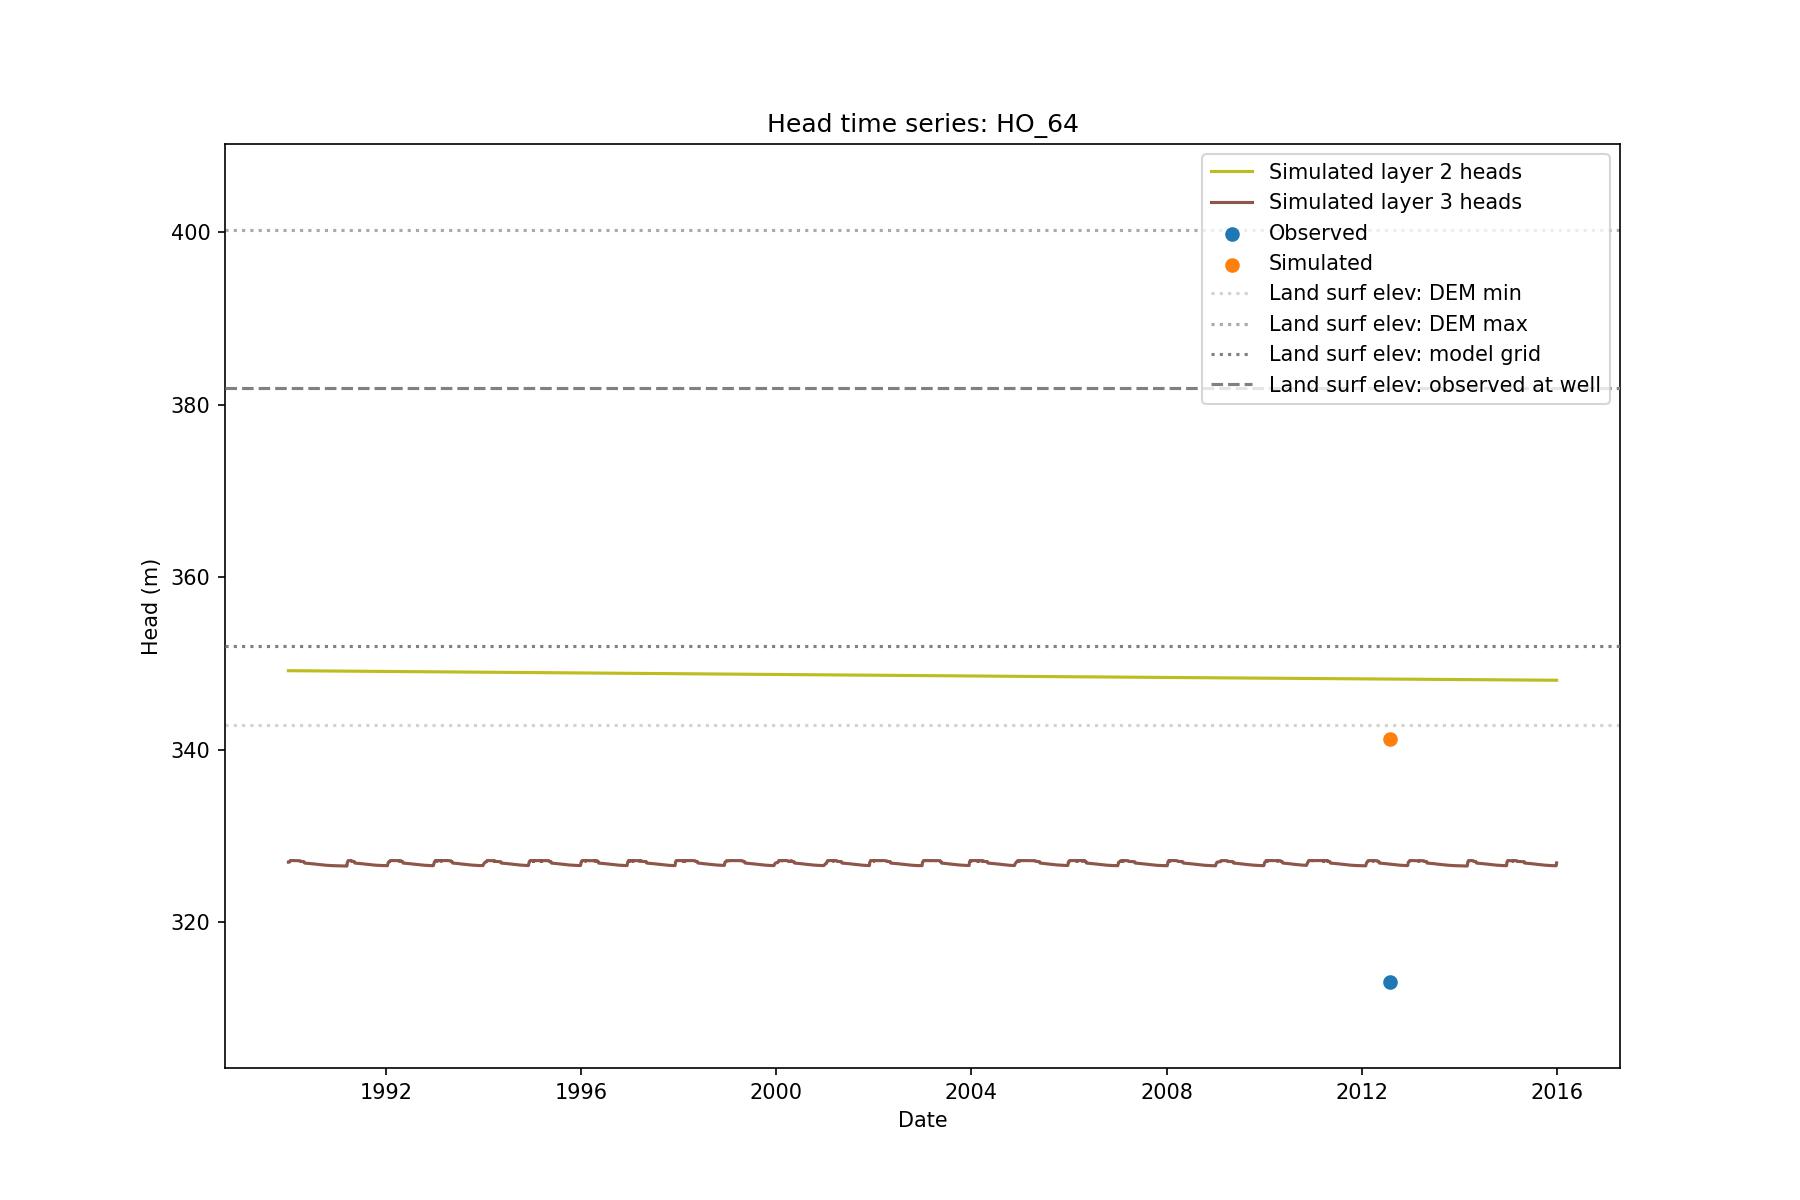 Head time series: HO_64
Simulated layer 2 heads
Simulated layer 3 heads
Observed
Simulated
Land surf elev: DEM min
Land surf elev: DEM max
Land surf elev: model grid
Land surf elev: observed at well
400
380
360
340
320
Head (m)
1992 1996 2000 2004 2008 2012 2016
Date